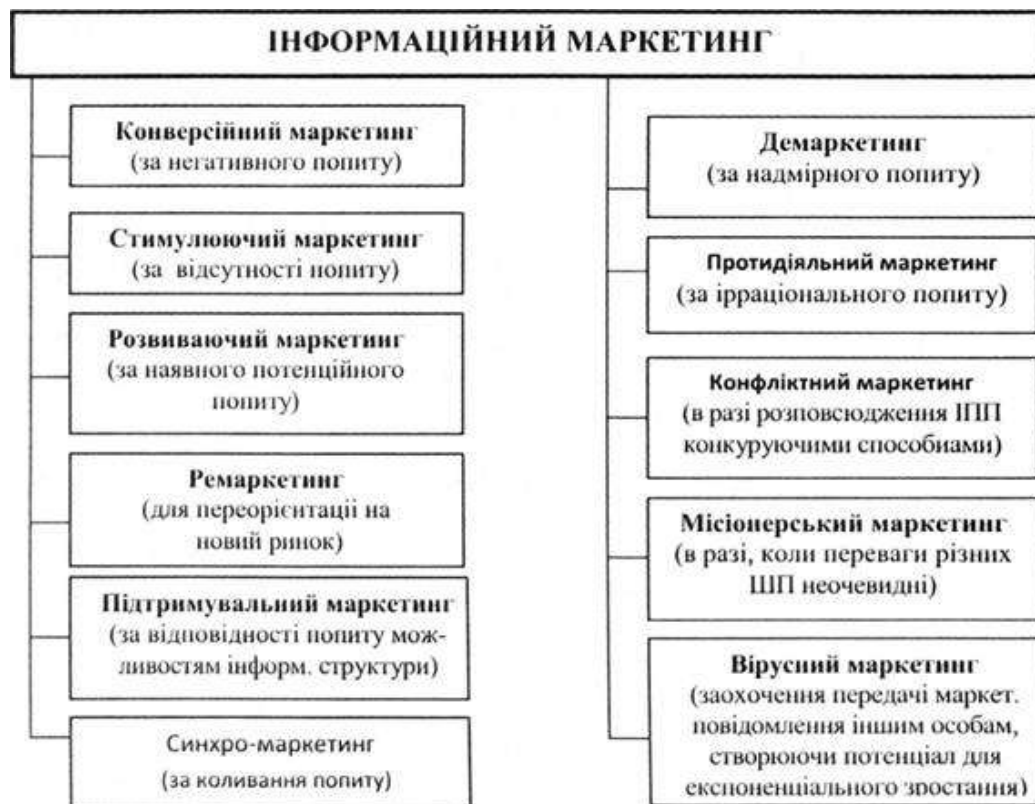 ІНФОРМАЦІЙНИЙ МАРКЕТИНГ
Конверсійний маркетинг
(за негативного попиту)
Стимулюючий маркетинг
(за відсутності попиту)
Розвиваючий маркетинг
(за наявного потенційного
попиту)
Ремаркетинг
(для переорієнтації на
новий ринок)
Підтримувальний маркетинг
(за відповідності попиту мож-
ливостям інформ. структури)
Синхро-маркетинг
(за коливання попиту)
Демаркетинг
(за надмірного попиту)
Протидіяльний маркетинг
(за ірраціонального попиту)
Конфліктний маркетинг
(в разі розповсюдження ІПП
конкуруючими способиами)
Місіонерський маркетинг
(в разі, коли переваги різних
ШП неочевидні)
Вірусний маркетинг
(заохочення передачі маркет.
повідомлення іншим особам,
створюючи потенціал для
експоненціального зростання)